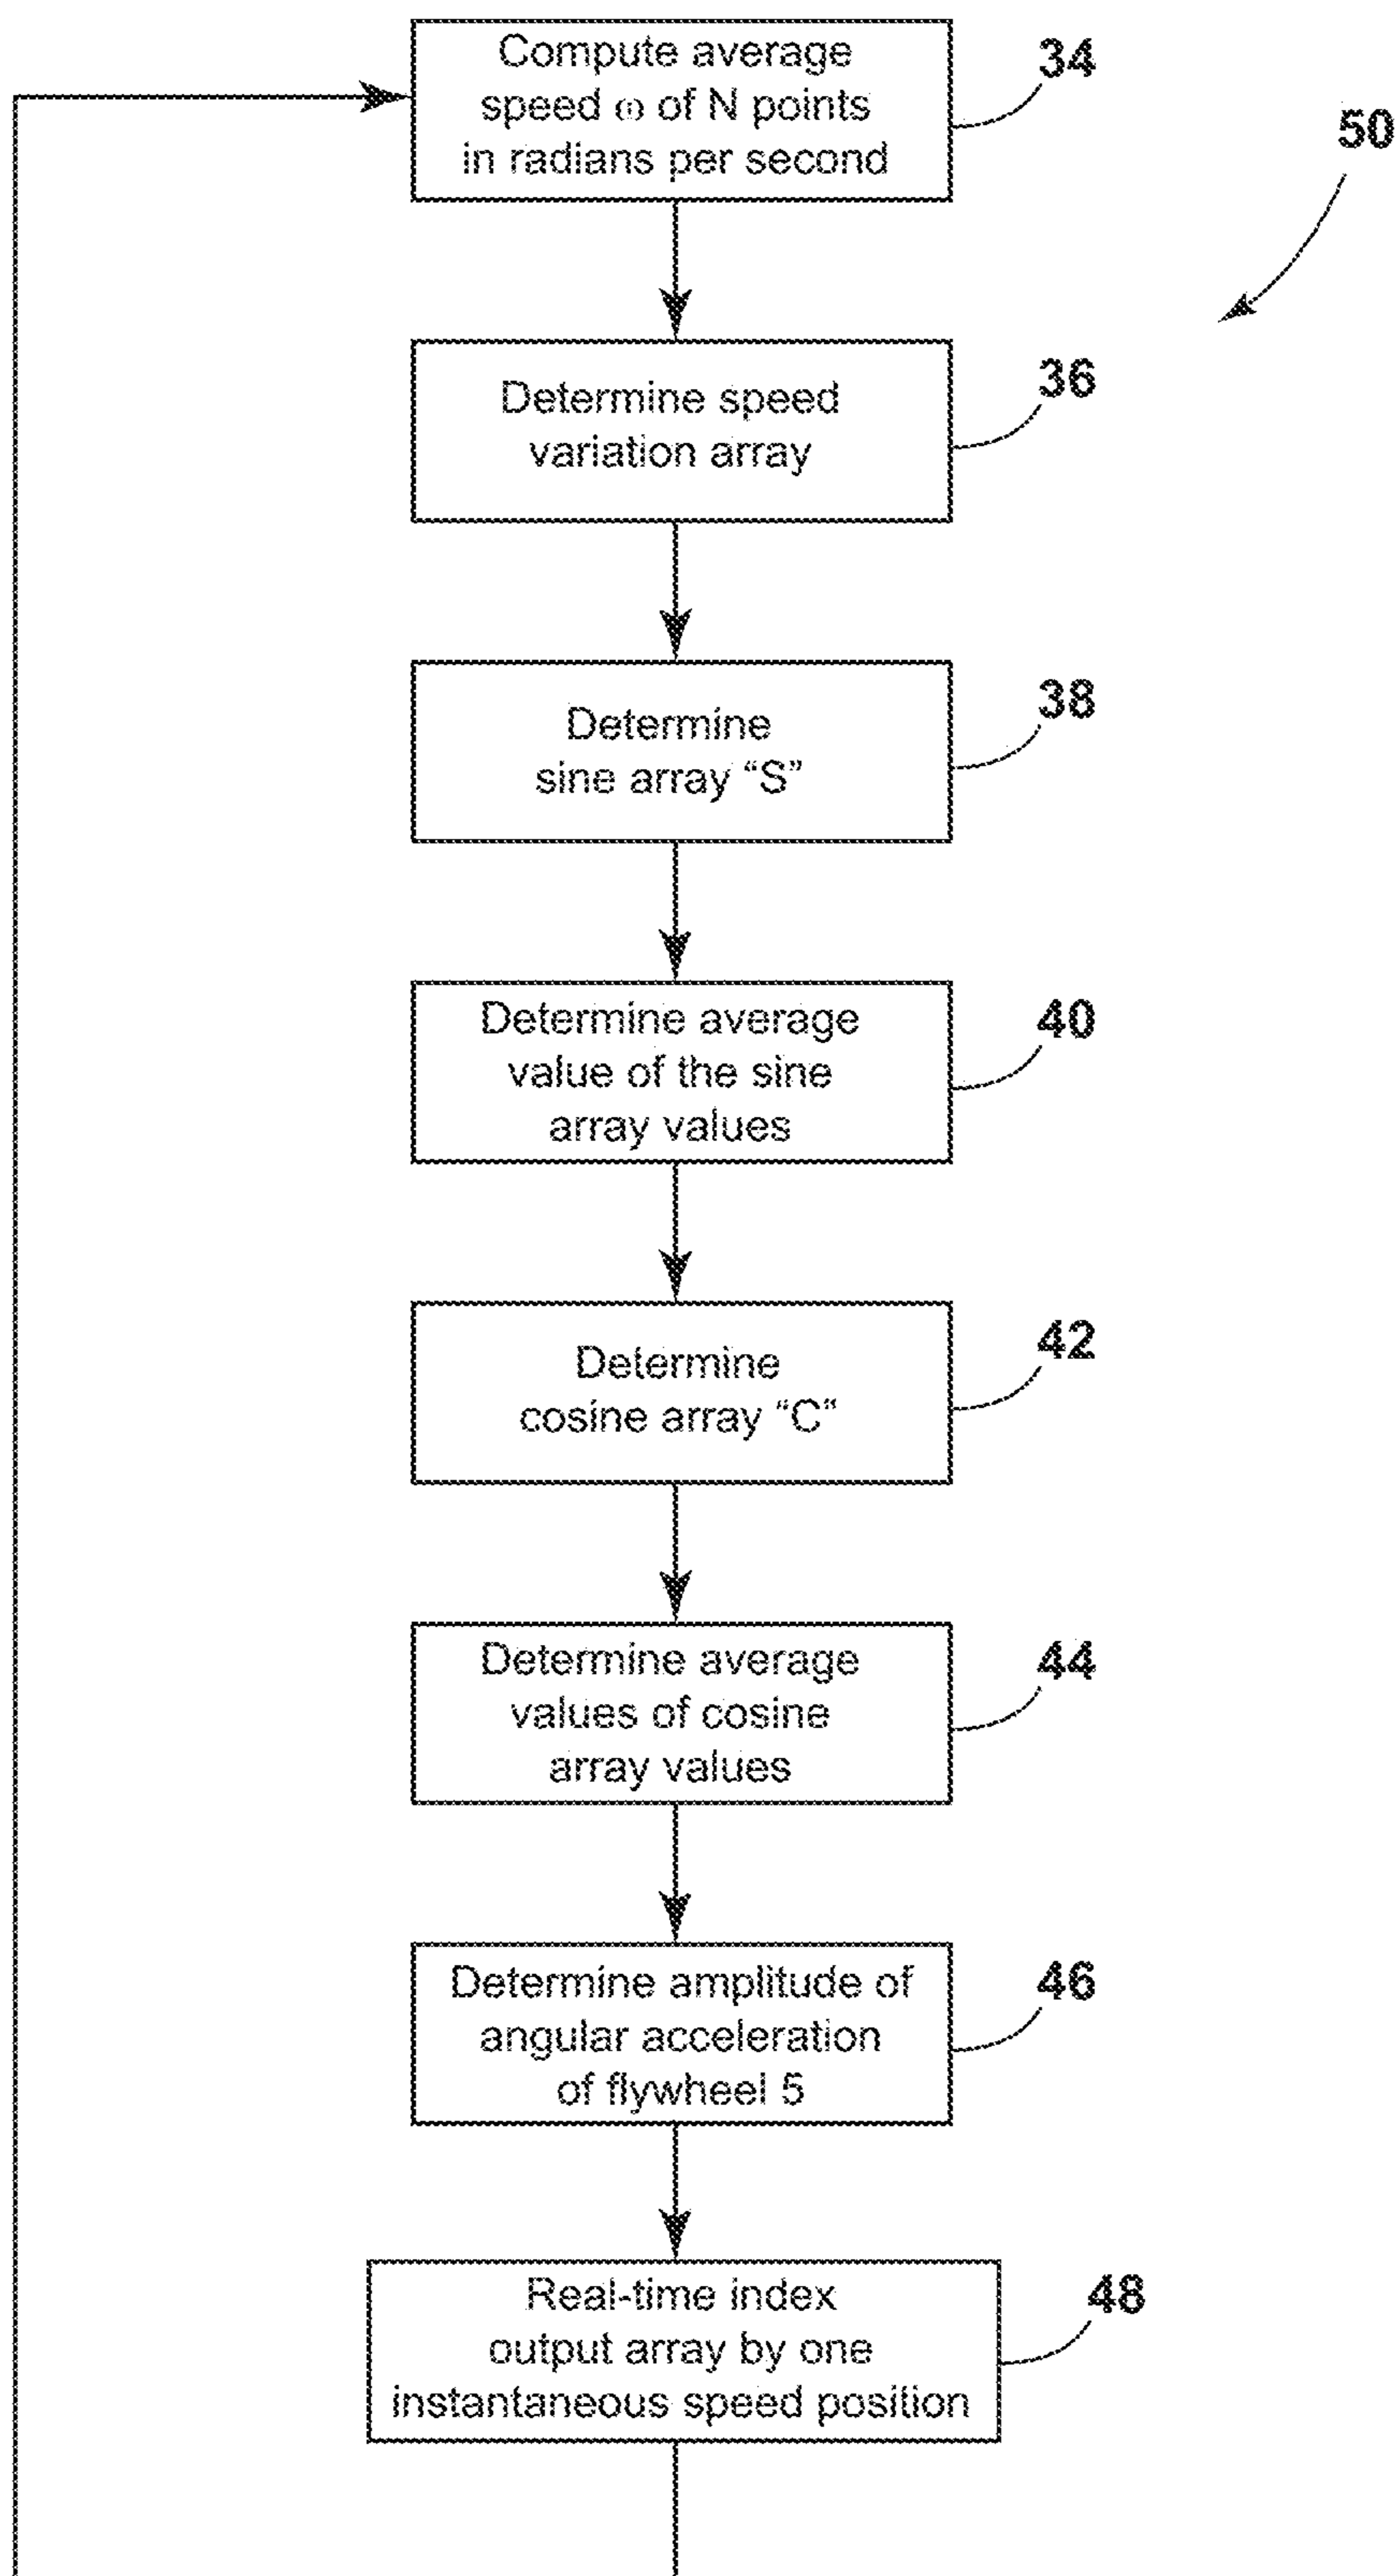 Compute average
speed ω of N points
in radians per second
34
50
Determine speed
variation array
36
Determine
sine array “S”
38
Determine average
value of the sine
array values
40
Determine
cosine array “C”
42
Determine average
values of cosine
array values
44
Determine amplitude of
angular acceleration
of flywheel 5
46
Real-time index
output array by one
instantaneous speed position
48